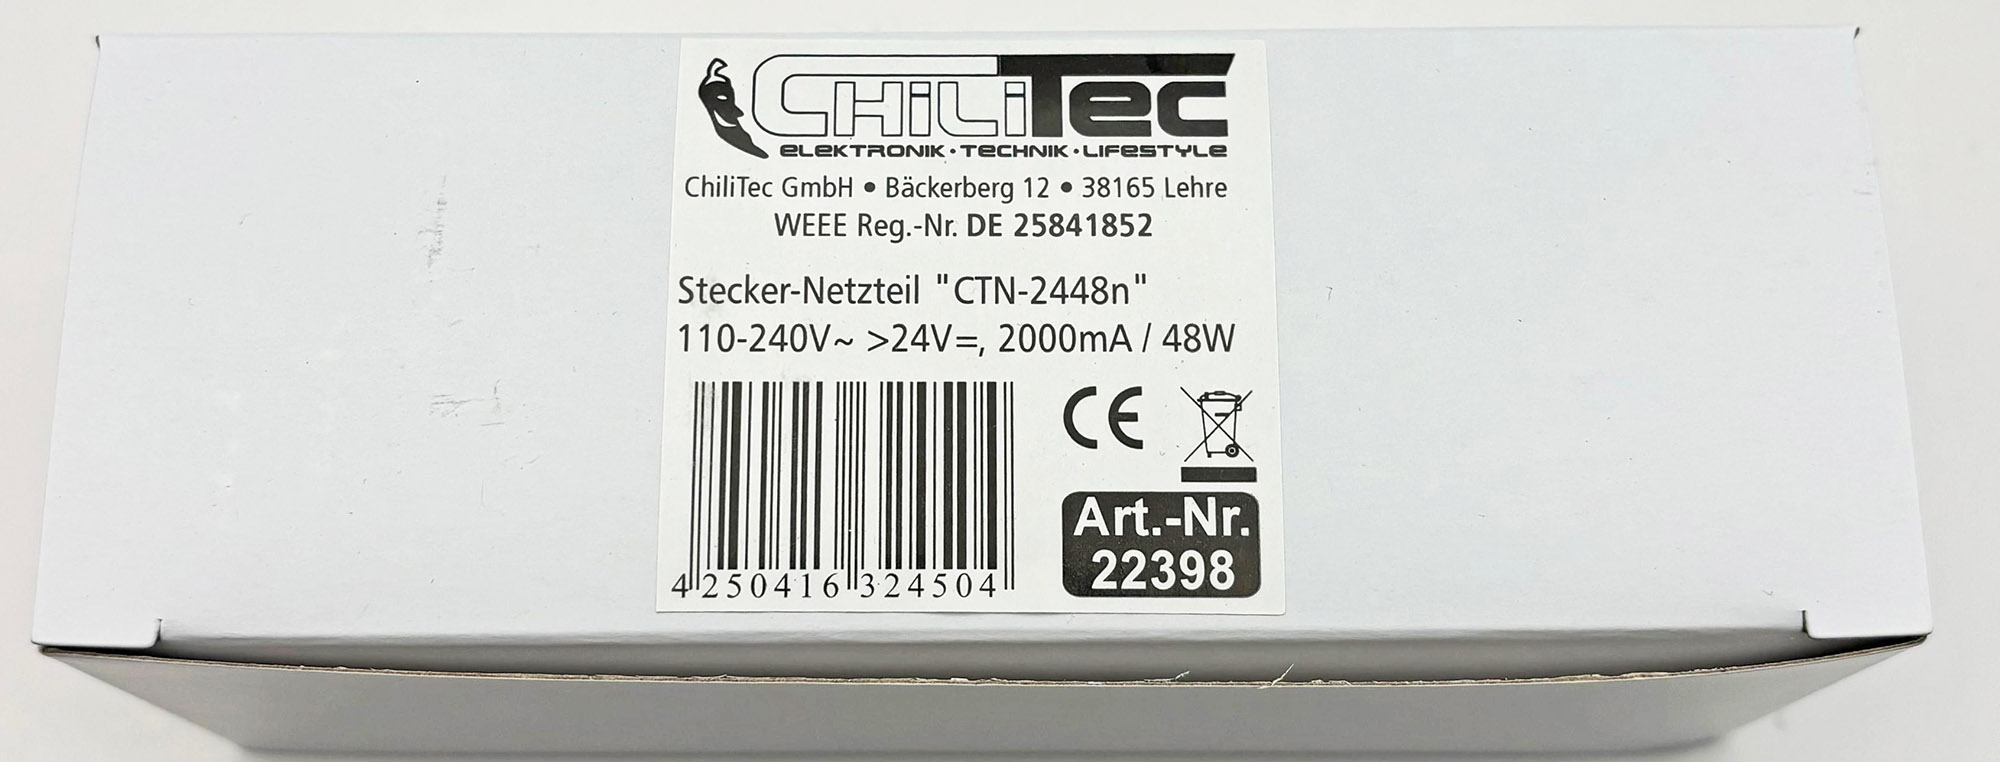 CHiLiTEC
ELEKTRONIK • TECHNIK • LIFESTYLE
ChiliTec GmbH • Bäckerberg 12 • 38165 Lehre
WEEE Reg.-Nr. DE 25841852
Stecker-Netzteil "CTN-2448n"
110-240V~ >24V=, 2000mA / 48W
CE
Art.-Nr.
22398
4 250416 324504